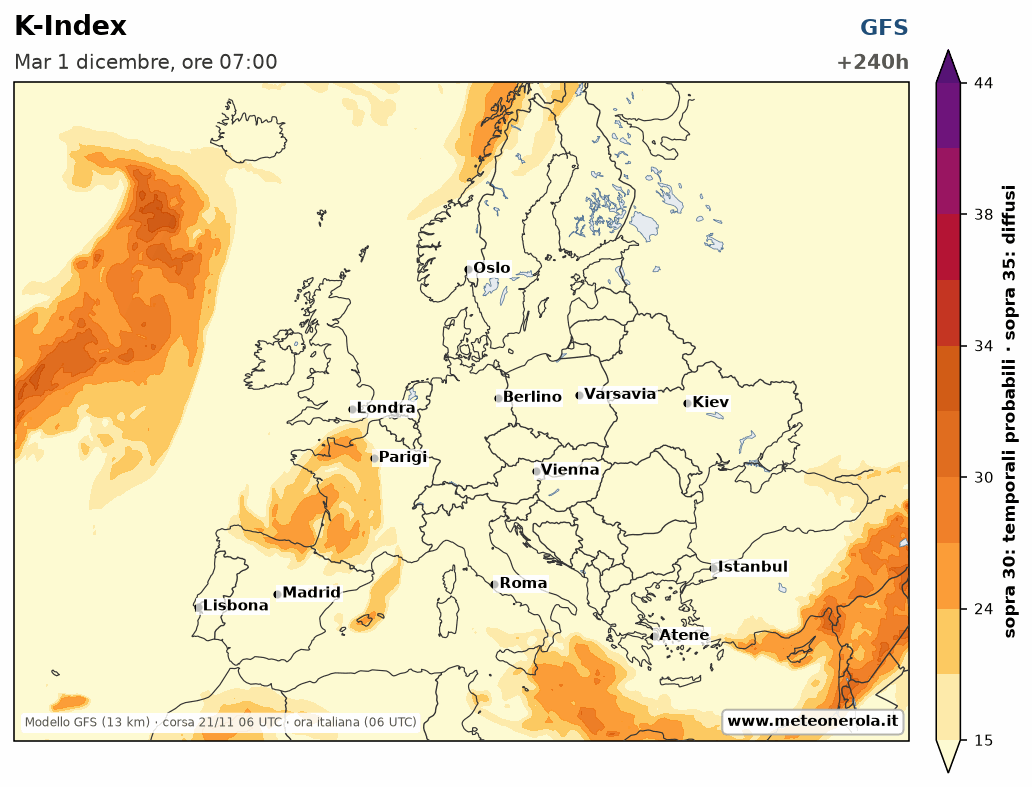 K-Index
GFS
Mar 1 dicembre, ore 07:00
+240h
Oslo
Londra
Berlino
Varsavia
Kiev
Parigi
Vienna
Istanbul
Roma
Madrid
Lisbona
Atene
Modello GFS (13 km) · corsa 21/11 06 UTC · ora italiana (06 UTC)
www.meteonerola.it
44
38
34
30
24
15
sopra 30: temporali probabili · sopra 35: diffusi